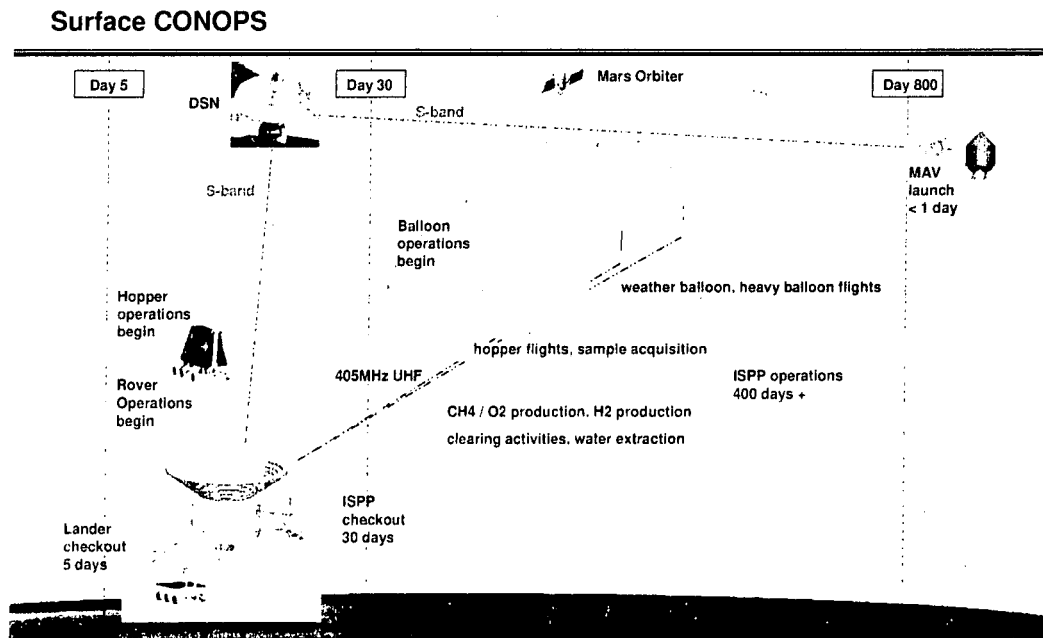 Surface CONOPS
Day 5
Day 30
Day 800
DSN
Mars Orbiter
S-band
S-band
MAV
launch
< 1 day
Balloon
operations
begin
weather balloon, heavy balloon flights
Hopper
operations
begin
hopper flights, sample acquisition
405MHz UHF
Rover
Operations
begin
ISPP operations
400 days +
CH4 / O2 production, H2 production
clearing activities, water extraction
ISPP
checkout
30 days
Lander
checkout
5 days